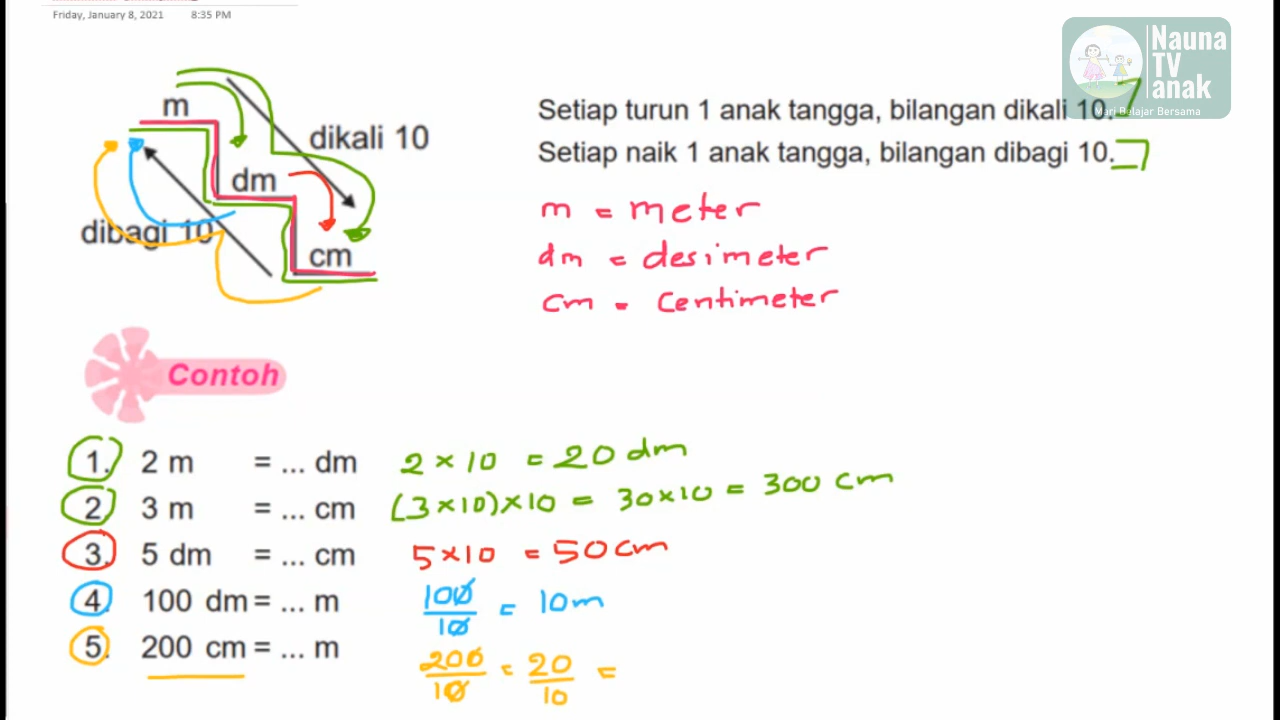 Friday, January 8, 2021 8:35 PM
Nauna
TV
anak
Mari Belajar Bersama
m
dikali 10
dm
dibagi 10
cm
Setiap turun 1 anak tangga, bilangan dikali 10.
Setiap naik 1 anak tangga, bilangan dibagi 10.
m = meter
dm = desimeter
cm = centimeter
Contoh
1. 2 m = ... dm 2 × 10 = 20 dm
2. 3 m = ... cm (3 × 10) × 10 = 30 × 10 = 300 cm
3. 5 dm = ... cm 5 × 10 = 50 cm
4. 100 dm = ... m 100/10 = 10 m
5. 200 cm = ... m 200/10 = 20/10 =